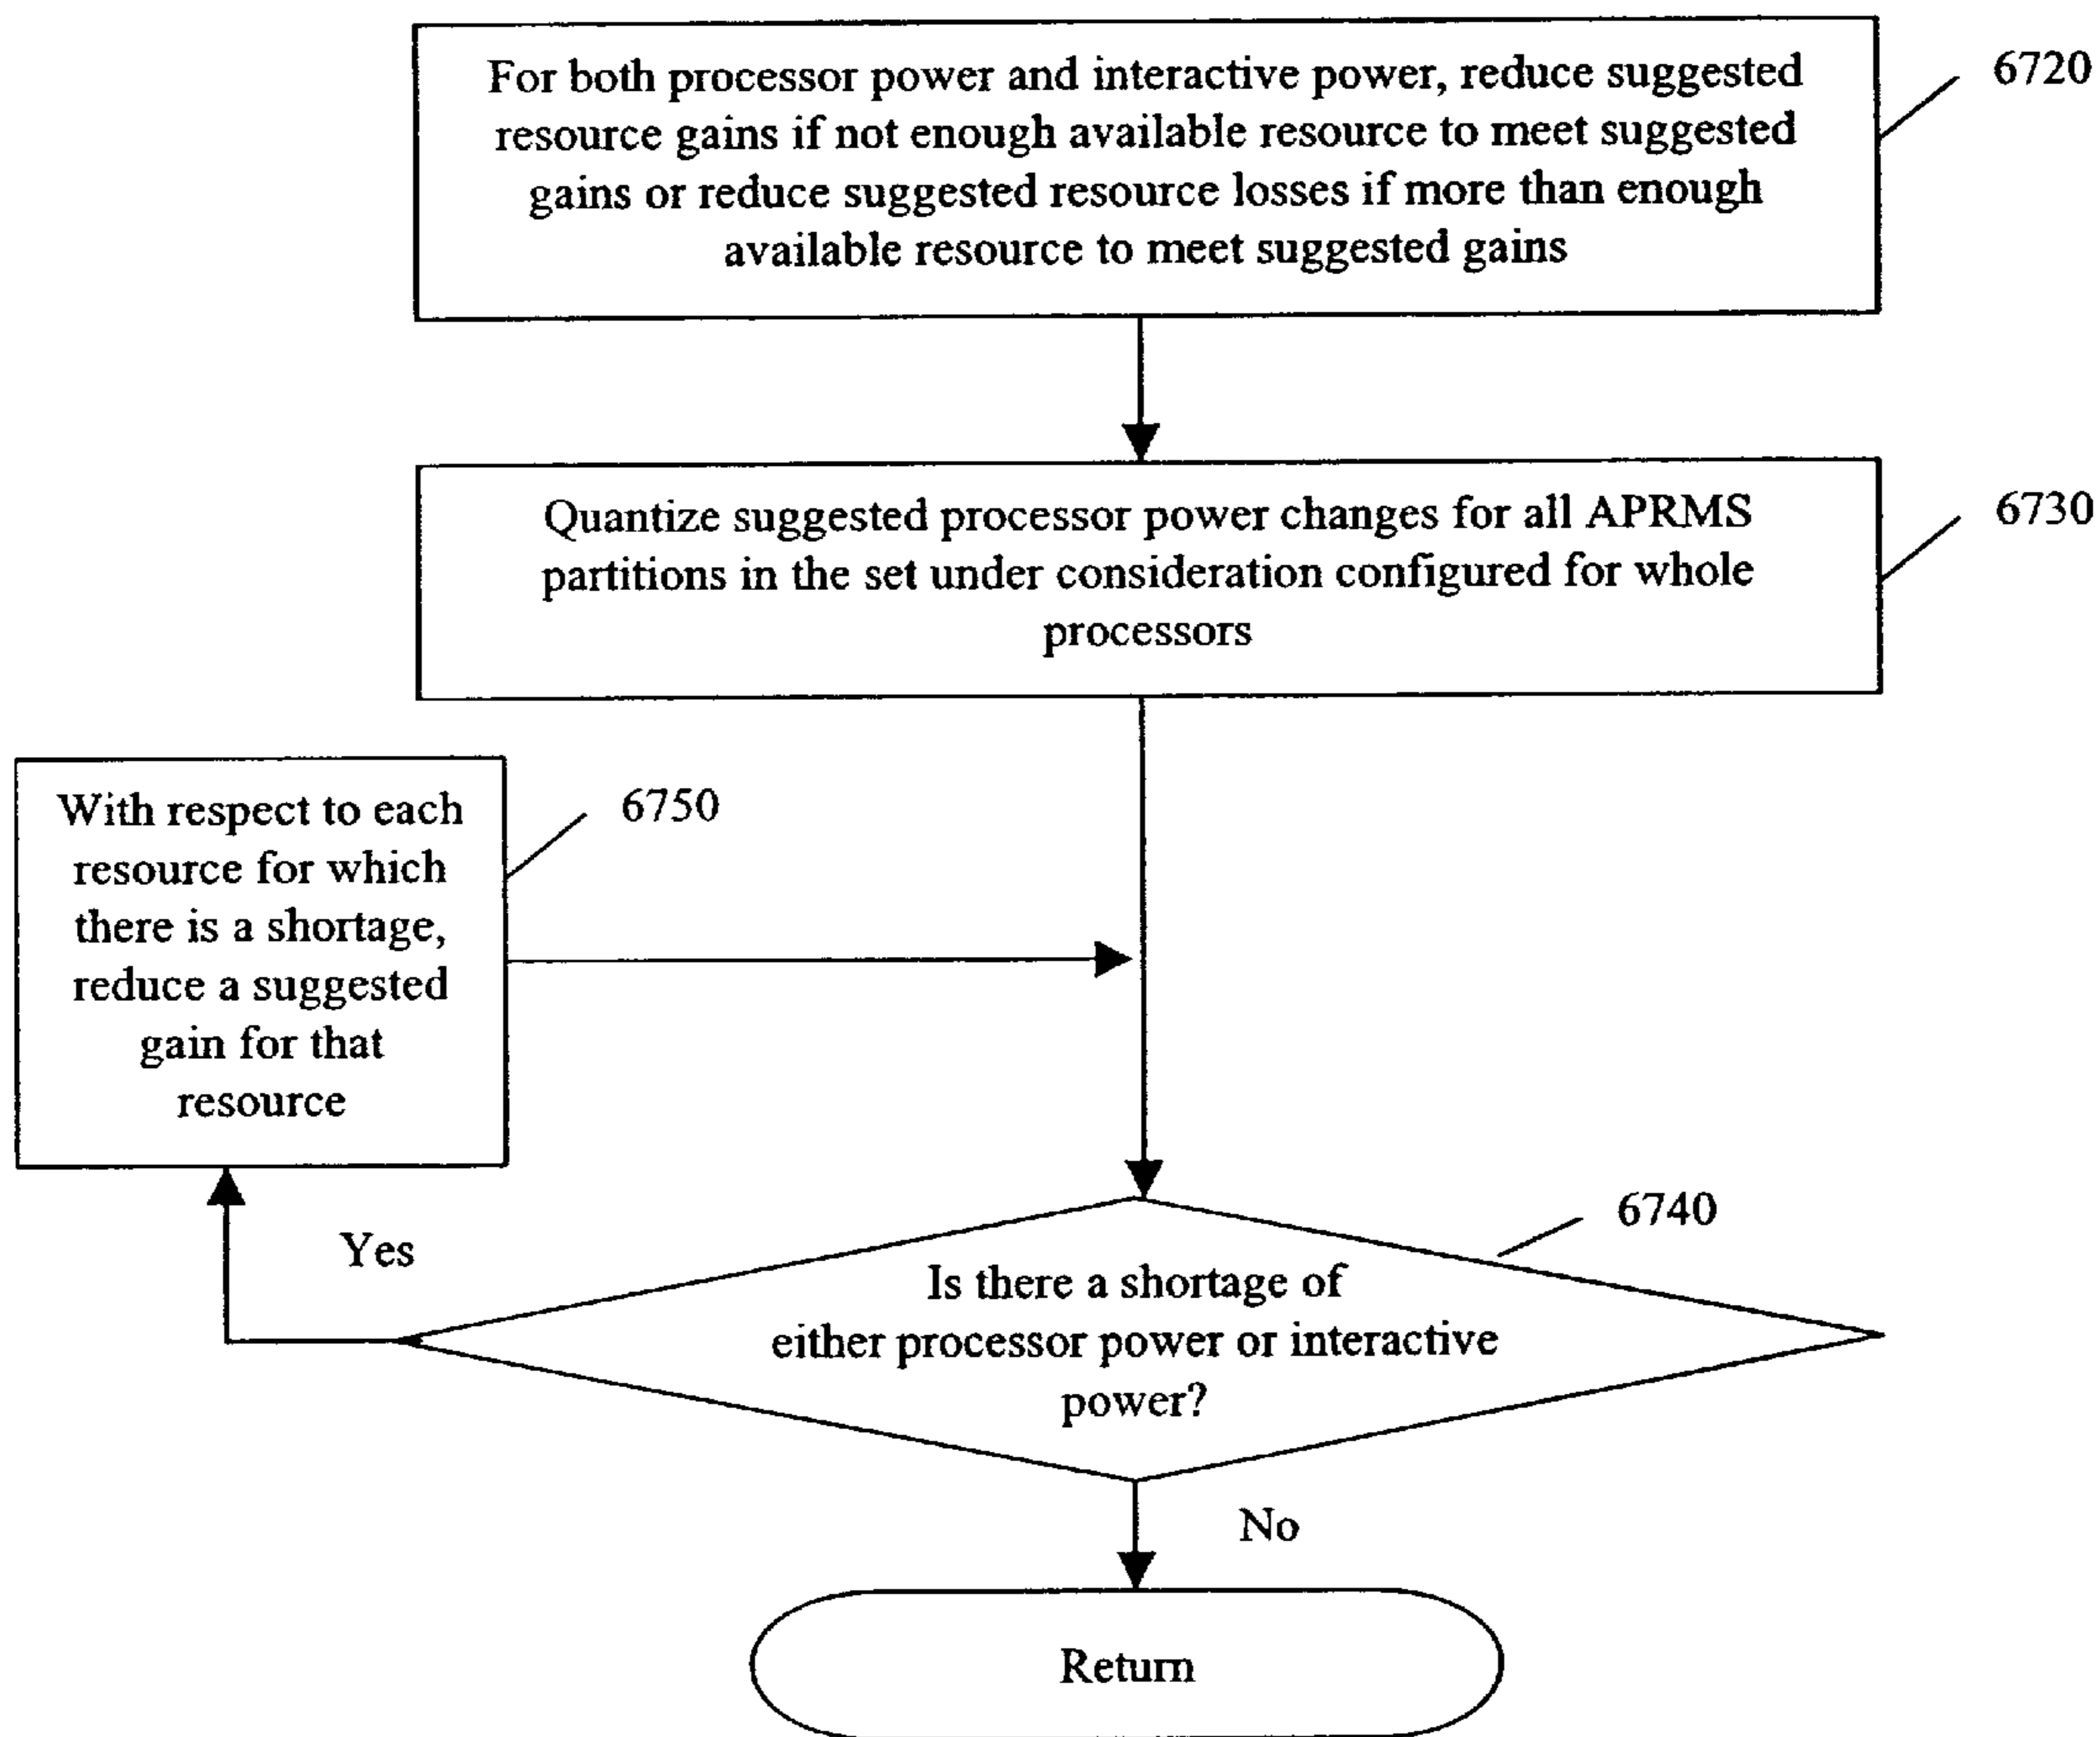 For both processor power and interactive power, reduce suggested
resource gains if not enough available resource to meet suggested
gains or reduce suggested resource losses if more than enough
available resource to meet suggested gains
6720
Quantize suggested processor power changes for all APRMS
partitions in the set under consideration configured for whole
processors
6730
With respect to each
resource for which
there is a shortage,
reduce a suggested
gain for that
resource
6750
Yes
6740
Is there a shortage of
either processor power or interactive
power?
No
Return